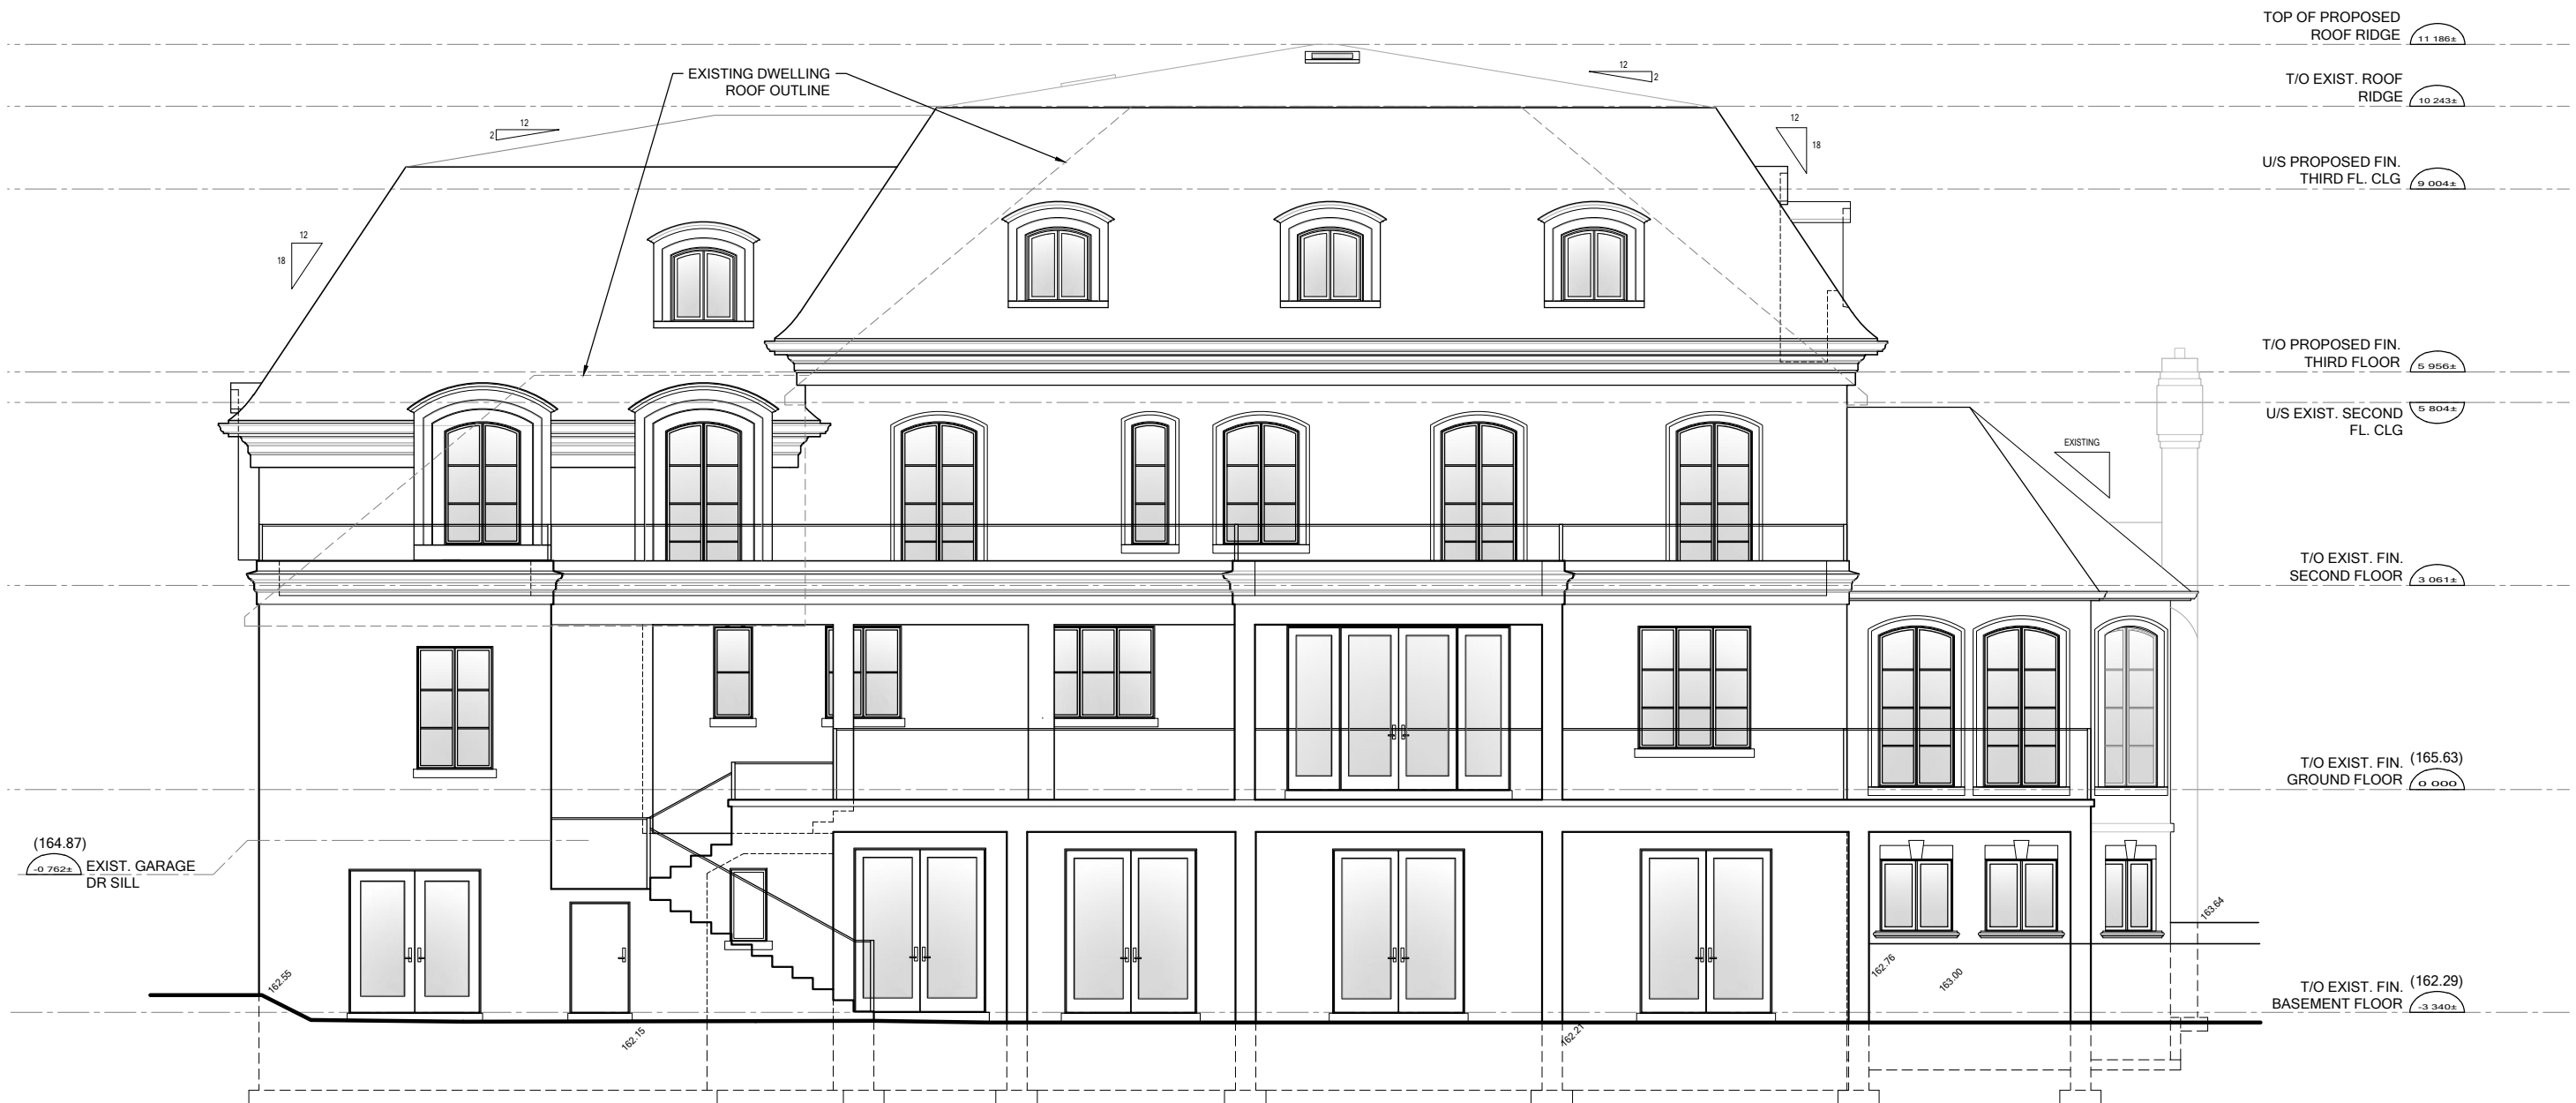 TOP OF PROPOSED
ROOF RIDGE
11 186±
12
2
EXISTING DWELLING
ROOF OUTLINE
T/O EXIST. ROOF
RIDGE
10 243±
12
2
12
18
U/S PROPOSED FIN.
THIRD FL. CLG
9 004±
12
18
T/O PROPOSED FIN.
THIRD FLOOR
5 956±
U/S EXIST. SECOND
FL. CLG
5 804±
EXISTING
T/O EXIST. FIN.
SECOND FLOOR
3 061±
T/O EXIST. FIN.
GROUND FLOOR
(165.63)
0 000
(164.87)
-0 762±
EXIST. GARAGE
DR SILL
163.64
162.55
162.76
163.00
T/O EXIST. FIN.
BASEMENT FLOOR
(162.29)
-3 340±
162.15
162.21